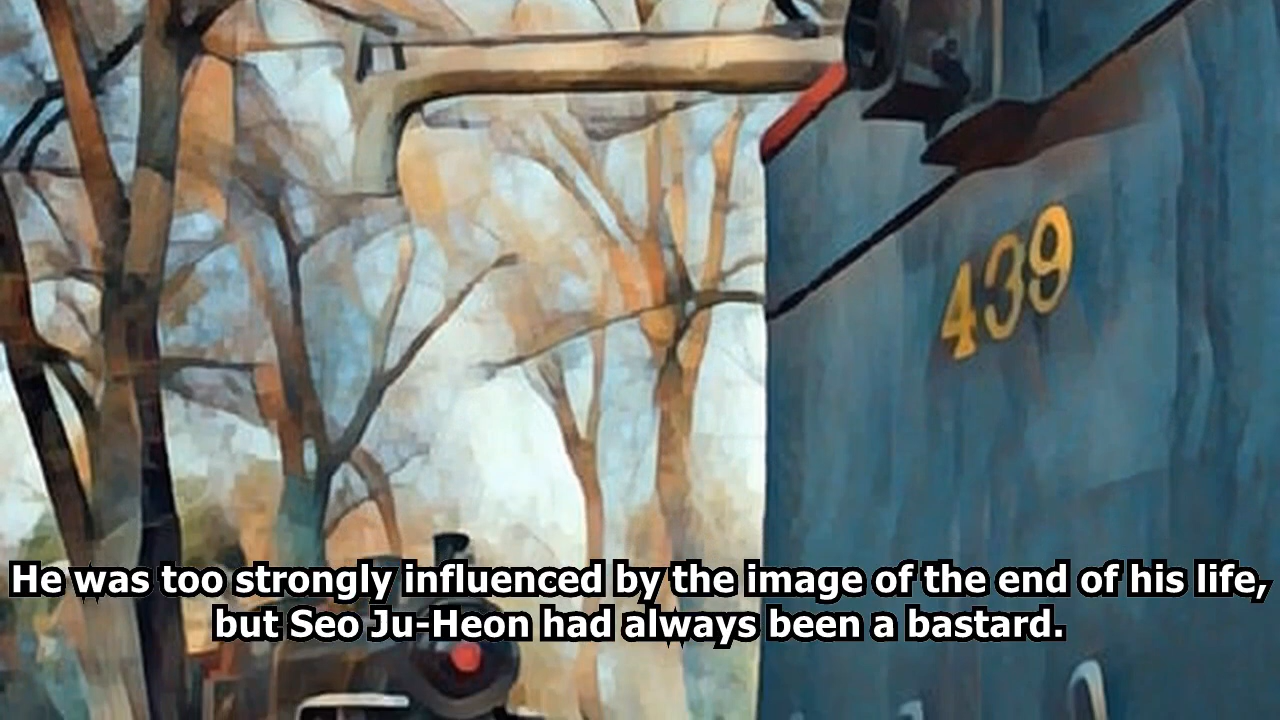 439
He was too strongly influenced by the image of the end of his life,
but Seo Ju-Heon had always been a bastard.